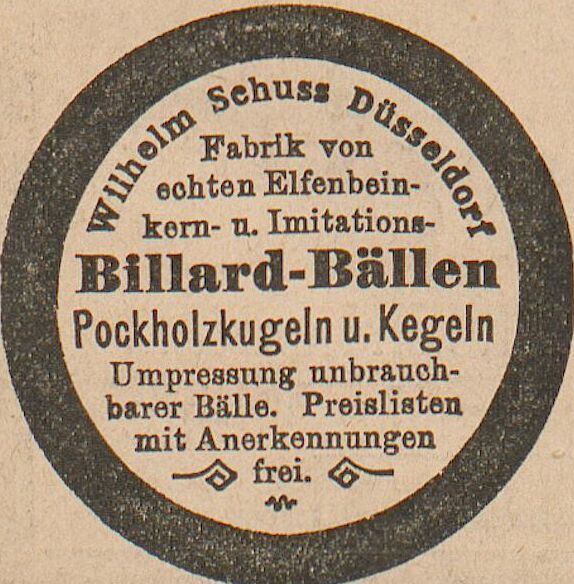 Wilhelm Schuss Düsseldorf
Fabrik von
echten Elfenbein-
kern- u. Imitations-
Billard-Bällen
Pockholzkugeln u. Kegeln
Umpressung unbrauch-
barer Bälle. Preislisten
mit Anerkennungen
frei.